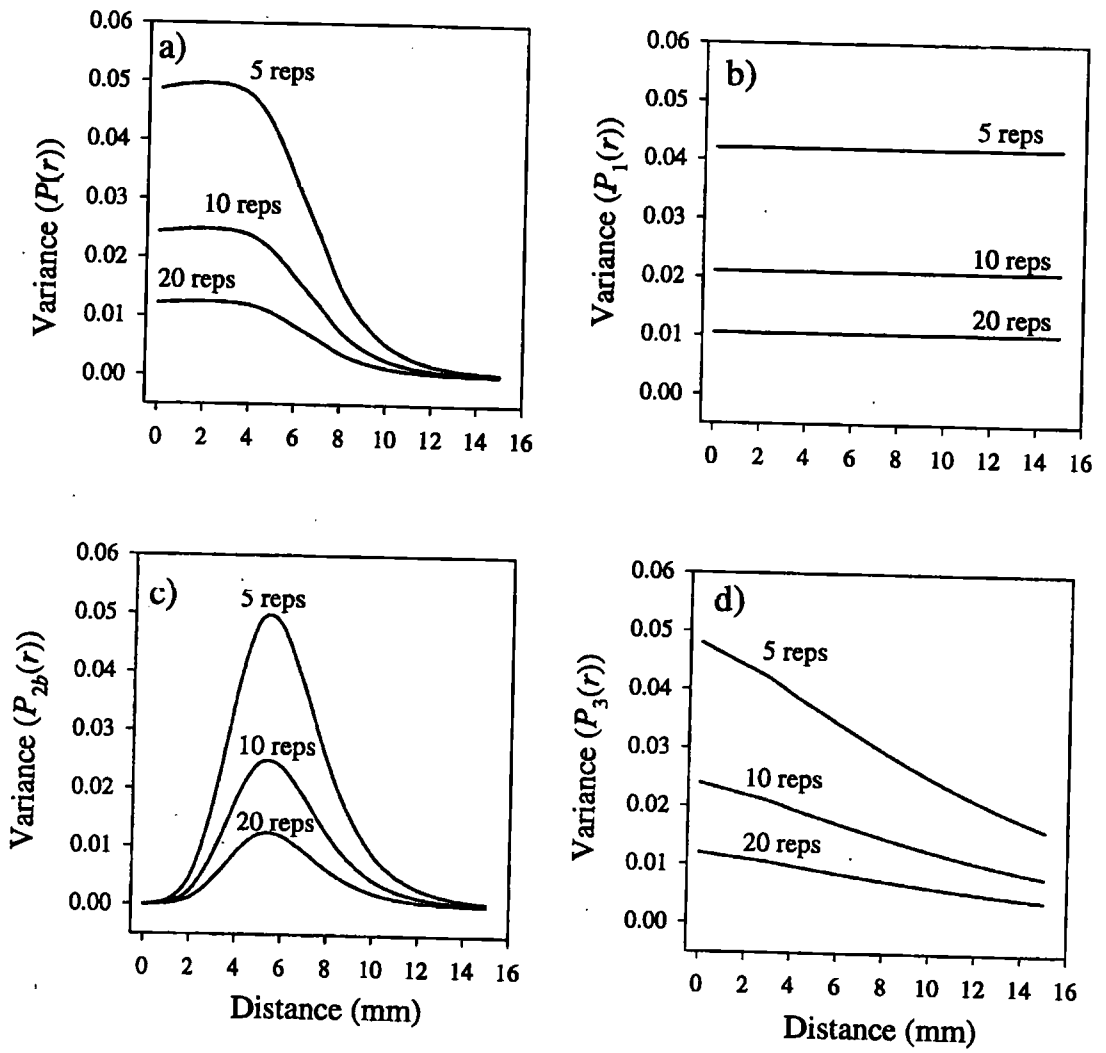 a)
5 reps
10 reps
20 reps
Variance (P(r))
0.06
0.05
0.04
0.03
0.02
0.01
0.00
0 2 4 6 8 10 12 14 16
b)
5 reps
10 reps
20 reps
Variance (P1(r))
0.06
0.05
0.04
0.03
0.02
0.01
0.00
0 2 4 6 8 10 12 14 16
c)
5 reps
10 reps
20 reps
Variance (P2b(r))
0.06
0.05
0.04
0.03
0.02
0.01
0.00
0 2 4 6 8 10 12 14 16
Distance (mm)
d)
5 reps
10 reps
20 reps
Variance (P3(r))
0.06
0.05
0.04
0.03
0.02
0.01
0.00
0 2 4 6 8 10 12 14 16
Distance (mm)